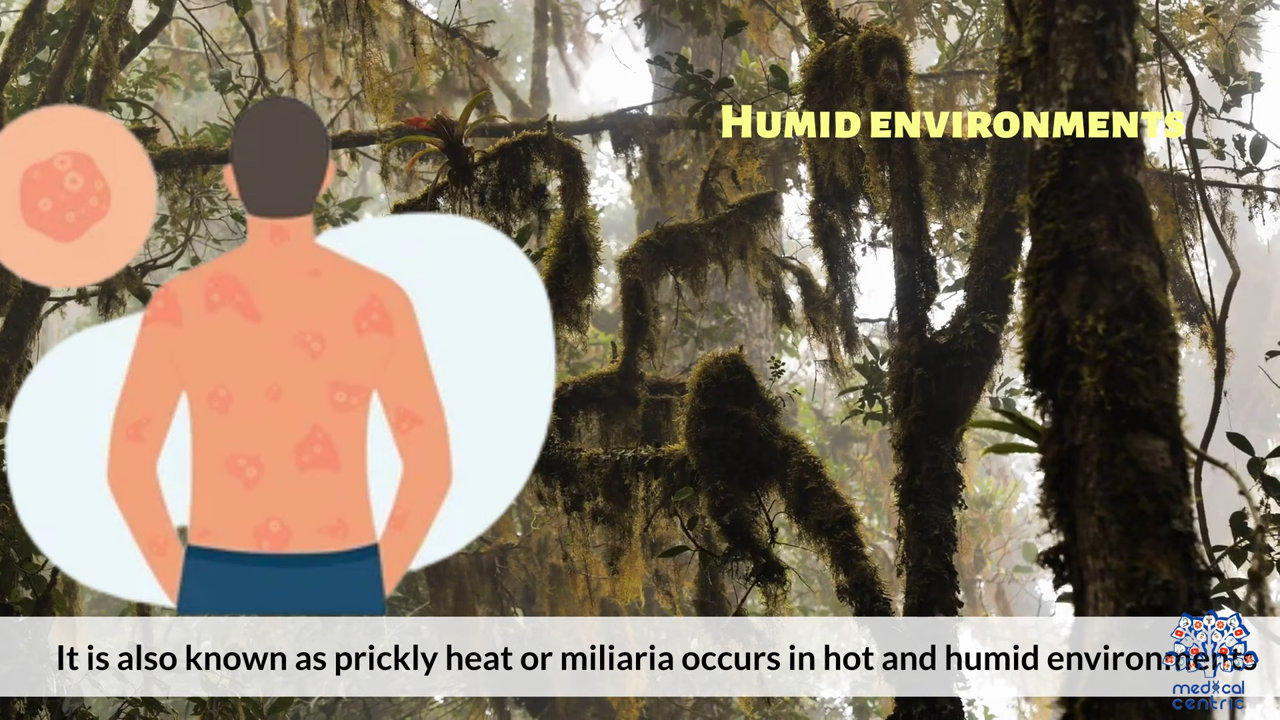 Humid environments
It is also known as prickly heat or miliaria occurs in hot and humid environments
medical
centric